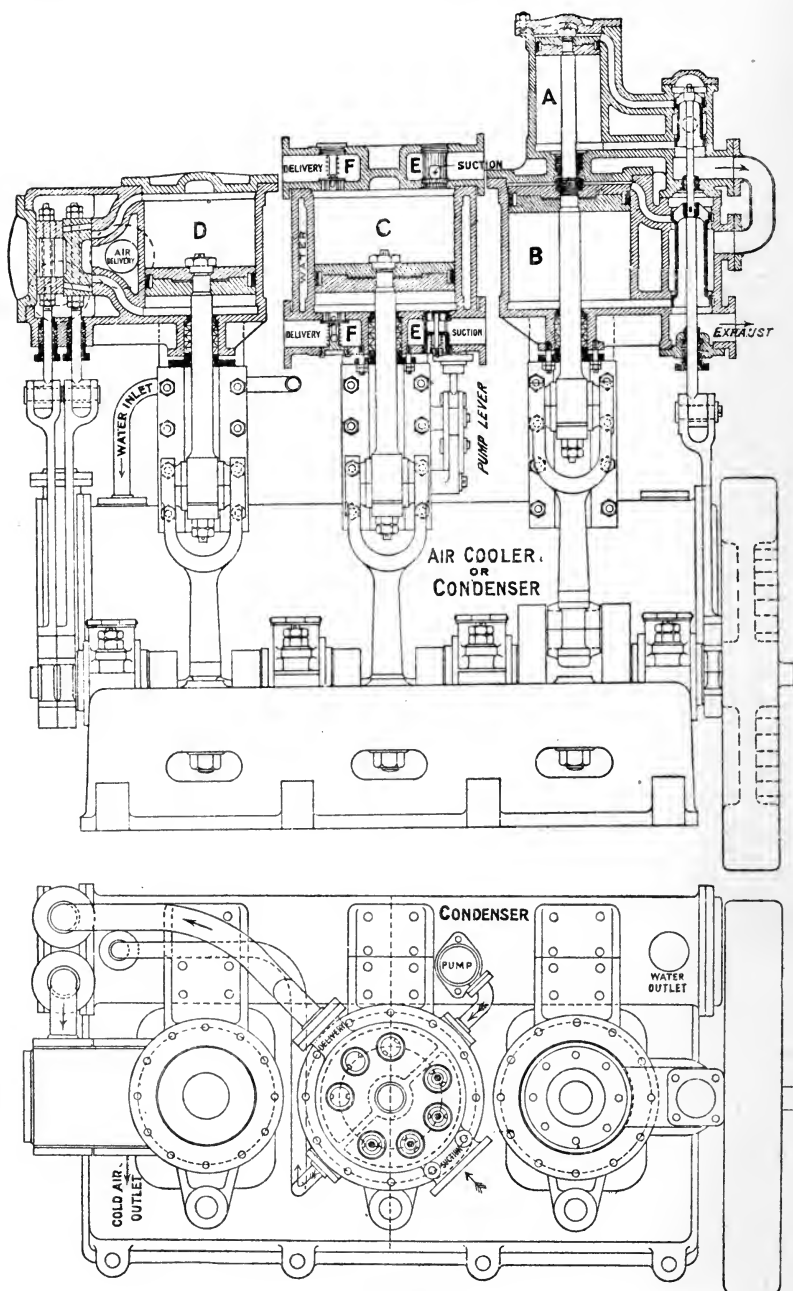 A
DELIVERY F E SUCTION
D
AIR
DELIVERY
WATER
C
B
DELIVERY F E SUCTION
EXHAUST
WATER INLET
PUMP LEVER
AIR COOLER
OR
CONDENSER
CONDENSER
PUMP
WATER
OUTLET
DELIVERY
SUCTION
COLD AIR
OUTLET